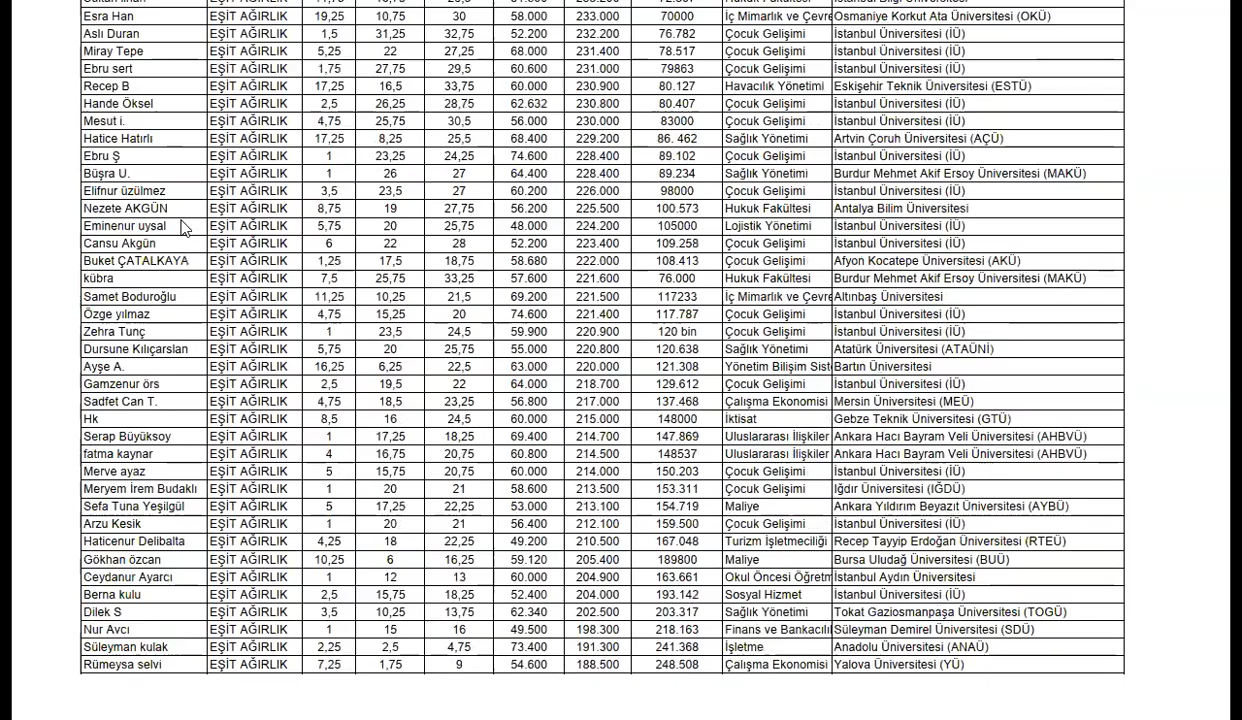 Esra Han EŞİT AĞIRLIK 19,25 10,75 30 58.000 233.000 70000 İç Mimarlık ve Çevre Osmaniye Korkut Ata Üniversitesi (OKÜ)
Aslı Duran EŞİT AĞIRLIK 1,5 31,25 32,75 52.200 232.200 76.782 Çocuk Gelişimi İstanbul Üniversitesi (İÜ)
Miray Tepe EŞİT AĞIRLIK 5,25 22 27,25 68.000 231.400 78.517 Çocuk Gelişimi İstanbul Üniversitesi (İÜ)
Ebru sert EŞİT AĞIRLIK 1,75 27,75 29,5 60.600 231.000 79863 Çocuk Gelişimi İstanbul Üniversitesi (İÜ)
Recep B EŞİT AĞIRLIK 17,25 16,5 33,75 60.000 230.900 80.127 Havacılık Yönetimi Eskişehir Teknik Üniversitesi (ESTÜ)
Hande Öksel EŞİT AĞIRLIK 2,5 26,25 28,75 62.632 230.800 80.407 Çocuk Gelişimi İstanbul Üniversitesi (İÜ)
Mesut i. EŞİT AĞIRLIK 4,75 25,75 30,5 56.000 230.000 83000 Çocuk Gelişimi İstanbul Üniversitesi (İÜ)
Hatice Hatırlı EŞİT AĞIRLIK 17,25 8,25 25,5 68.400 229.200 86. 462 Sağlık Yönetimi Artvin Çoruh Üniversitesi (AÇÜ)
Ebru Ş EŞİT AĞIRLIK 1 23,25 24,25 74.600 228.400 89.102 Çocuk Gelişimi İstanbul Üniversitesi (İÜ)
Büşra U. EŞİT AĞIRLIK 1 26 27 64.400 228.400 89.234 Sağlık Yönetimi Burdur Mehmet Akif Ersoy Üniversitesi (MAKÜ)
Elifnur üzülmez EŞİT AĞIRLIK 3,5 23,5 27 60.200 226.000 98000 Çocuk Gelişimi İstanbul Üniversitesi (İÜ)
Nezete AKGÜN EŞİT AĞIRLIK 8,75 19 27,75 56.200 225.500 100.573 Hukuk Fakültesi Antalya Bilim Üniversitesi
Eminenur uysal EŞİT AĞIRLIK 5,75 20 25,75 48.000 224.200 105000 Lojistik Yönetimi İstanbul Üniversitesi (İÜ)
Cansu Akgün EŞİT AĞIRLIK 6 22 28 52.200 223.400 109.258 Çocuk Gelişimi İstanbul Üniversitesi (İÜ)
Buket ÇATALKAYA EŞİT AĞIRLIK 1,25 17,5 18,75 58.680 222.000 108.413 Çocuk Gelişimi Afyon Kocatepe Üniversitesi (AKÜ)
kübra EŞİT AĞIRLIK 7,5 25,75 33,25 57.600 221.600 76.000 Hukuk Fakültesi Burdur Mehmet Akif Ersoy Üniversitesi (MAKÜ)
Samet Boduroğlu EŞİT AĞIRLIK 11,25 10,25 21,5 69.200 221.500 117233 İç Mimarlık ve Çevre Altınbaş Üniversitesi
Özge yılmaz EŞİT AĞIRLIK 4,75 15,25 20 74.600 221.400 117.787 Çocuk Gelişimi İstanbul Üniversitesi (İÜ)
Zehra Tunç EŞİT AĞIRLIK 1 23,5 24,5 59.900 220.900 120 bin Çocuk Gelişimi İstanbul Üniversitesi (İÜ)
Dursune Kılıçarslan EŞİT AĞIRLIK 5,75 20 25,75 55.000 220.800 120.638 Sağlık Yönetimi Atatürk Üniversitesi (ATAÜNİ)
Ayşe A. EŞİT AĞIRLIK 16,25 6,25 22,5 63.000 220.000 121.308 Yönetim Bilişim Sist Bartın Üniversitesi
Gamzenur örs EŞİT AĞIRLIK 2,5 19,5 22 64.000 218.700 129.612 Çocuk Gelişimi İstanbul Üniversitesi (İÜ)
Sadfet Can T. EŞİT AĞIRLIK 4,75 18,5 23,25 56.800 217.000 137.468 Çalışma Ekonomisi Mersin Üniversitesi (MEÜ)
Hk EŞİT AĞIRLIK 8,5 16 24,5 60.000 215.000 148000 İktisat Gebze Teknik Üniversitesi (GTÜ)
Serap Büyüksoy EŞİT AĞIRLIK 1 17,25 18,25 69.400 214.700 147.869 Uluslararası İlişkiler Ankara Hacı Bayram Veli Üniversitesi (AHBVÜ)
fatma kaynar EŞİT AĞIRLIK 4 16,75 20,75 60.800 214.500 148537 Uluslararası İlişkiler Ankara Hacı Bayram Veli Üniversitesi (AHBVÜ)
Merve ayaz EŞİT AĞIRLIK 5 15,75 20,75 60.000 214.000 150.203 Çocuk Gelişimi İstanbul Üniversitesi (İÜ)
Meryem İrem Budaklı EŞİT AĞIRLIK 1 20 21 58.600 213.500 153.311 Çocuk Gelişimi Iğdır Üniversitesi (IĞDÜ)
Sefa Tuna Yeşilgül EŞİT AĞIRLIK 5 17,25 22,25 53.000 213.100 154.719 Maliye Ankara Yıldırım Beyazıt Üniversitesi (AYBÜ)
Arzu Kesik EŞİT AĞIRLIK 1 20 21 56.400 212.100 159.500 Çocuk Gelişimi İstanbul Üniversitesi (İÜ)
Haticenur Delibalta EŞİT AĞIRLIK 4,25 18 22,25 49.200 210.500 167.048 Turizm İşletmeciliği Recep Tayyip Erdoğan Üniversitesi (RTEÜ)
Gökhan özcan EŞİT AĞIRLIK 10,25 6 16,25 59.120 205.400 189800 Maliye Bursa Uludağ Üniversitesi (BUÜ)
Ceydanur Ayarcı EŞİT AĞIRLIK 1 12 13 60.000 204.900 163.661 Okul Öncesi Öğretm İstanbul Aydın Üniversitesi
Berna kulu EŞİT AĞIRLIK 2,5 15,75 18,25 52.400 204.000 193.142 Sosyal Hizmet İstanbul Üniversitesi (İÜ)
Dilek S EŞİT AĞIRLIK 3,5 10,25 13,75 62.340 202.500 203.317 Sağlık Yönetimi Tokat Gaziosmanpaşa Üniversitesi (TOGÜ)
Nur Avcı EŞİT AĞIRLIK 1 15 16 49.500 198.300 218.163 Finans ve Bankacılı Süleyman Demirel Üniversitesi (SDÜ)
Süleyman kulak EŞİT AĞIRLIK 2,25 2,5 4,75 73.400 191.300 241.368 İşletme Anadolu Üniversitesi (ANAÜ)
Rümeysa selvi EŞİT AĞIRLIK 7,25 1,75 9 54.600 188.500 248.508 Çalışma Ekonomisi Yalova Üniversitesi (YÜ)